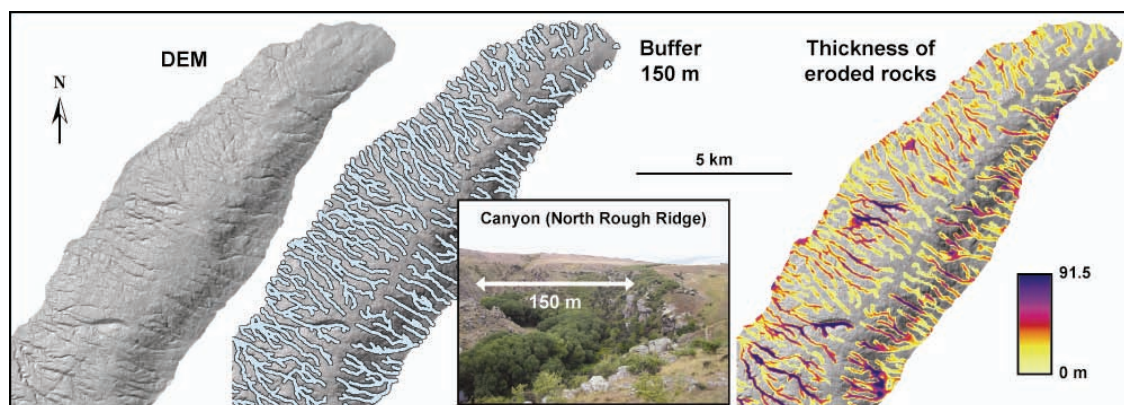 DEM
N
Buffer
150 m
Thickness of
eroded rocks
5 km
Canyon (North Rough Ridge)
150 m
91.5
0 m